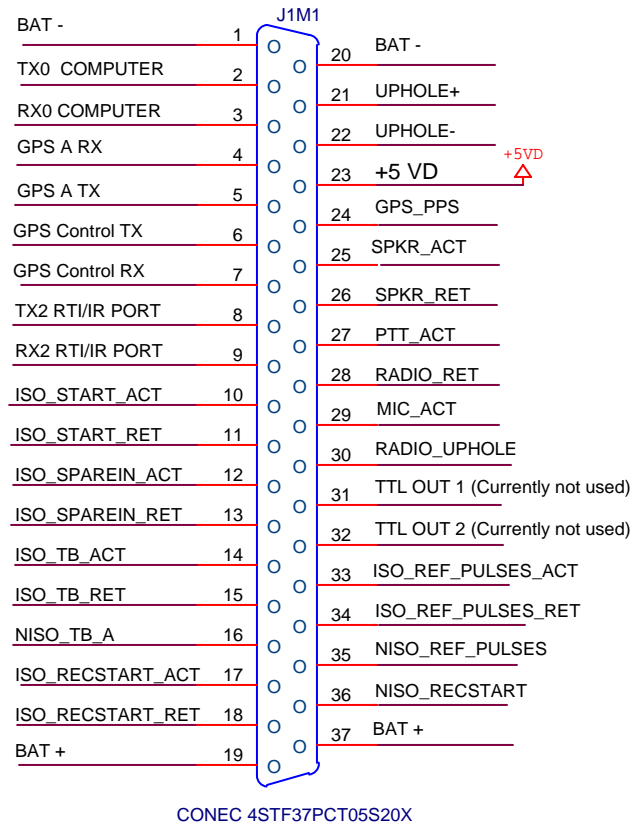 J1M1
BAT -
1
TX0 COMPUTER
2
RX0 COMPUTER
3
GPS A RX
4
GPS A TX
5
GPS Control TX
6
GPS Control RX
7
TX2 RTI/IR PORT
8
RX2 RTI/IR PORT
9
ISO_START_ACT
10
ISO_START_RET
11
ISO_SPAREIN_ACT
12
ISO_SPAREIN_RET
13
ISO_TB_ACT
14
ISO_TB_RET
15
NISO_TB_A
16
ISO_RECSTART_ACT
17
ISO_RECSTART_RET
18
BAT +
19
20
BAT -
21
UPHOLE+
22
UPHOLE-
23
+5 VD
+5VD
24
GPS_PPS
25
SPKR_ACT
26
SPKR_RET
27
PTT_ACT
28
RADIO_RET
29
MIC_ACT
30
RADIO_UPHOLE
31
TTL OUT 1 (Currently not used)
32
TTL OUT 2 (Currently not used)
33
ISO_REF_PULSES_ACT
34
ISO_REF_PULSES_RET
35
NISO_REF_PULSES
36
NISO_RECSTART
37
BAT +
CONEC 4STF37PCT05S20X